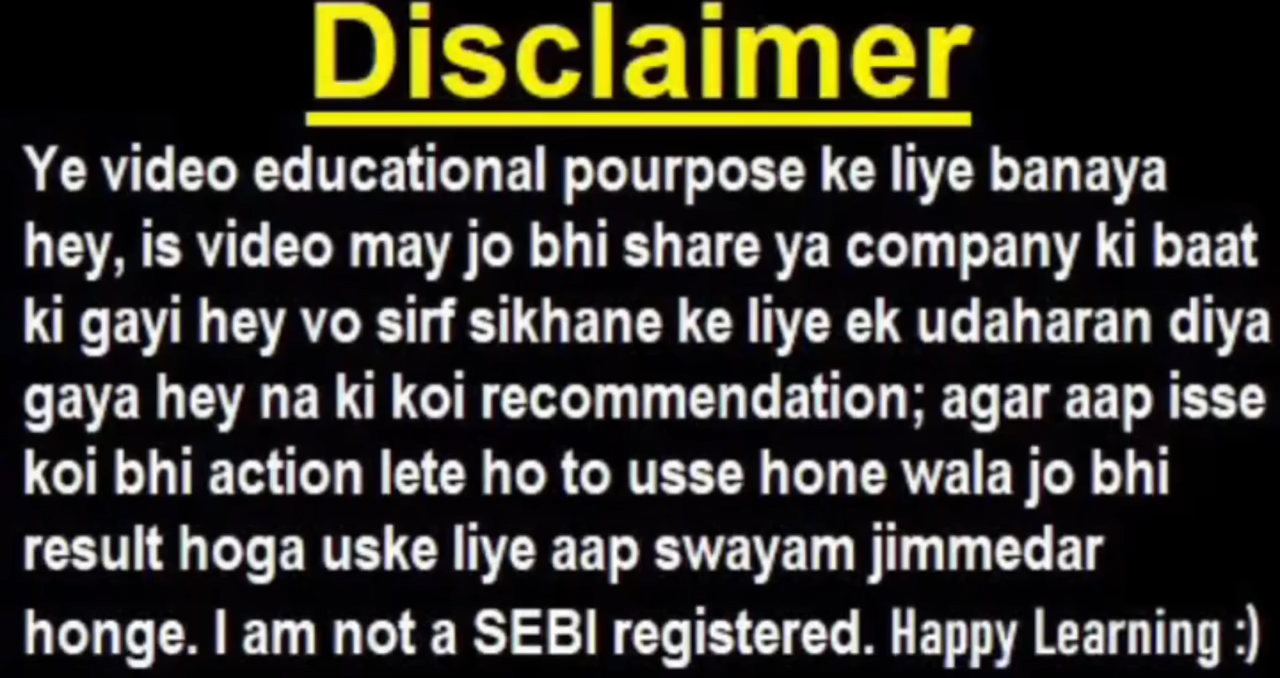 Disclaimer
Ye video educational pourpose ke liye banaya
hey, is video may jo bhi share ya company ki baat
ki gayi hey vo sirf sikhane ke liye ek udaharan diya
gaya hey na ki koi recommendation; agar aap isse
koi bhi action lete ho to usse hone wala jo bhi
result hoga uske liye aap swayam jimmedar
honge. I am not a SEBI registered. Happy Learning :)